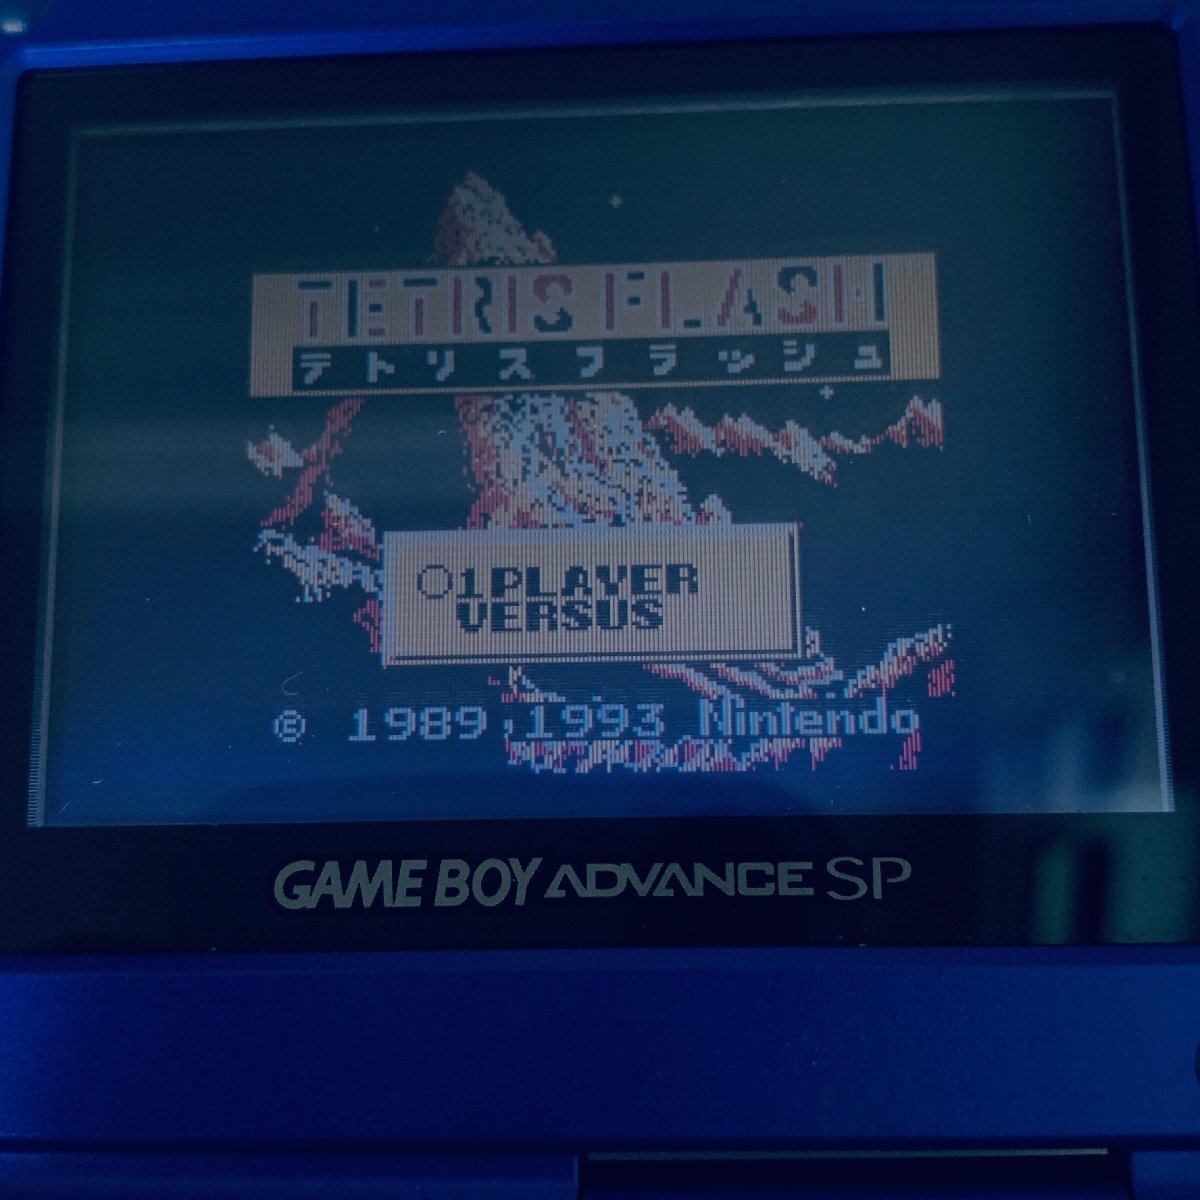 TETRIS FLASH
テトリスフラッシュ
1PLAYER
VERSUS
© 1989,1993 Nintendo
GAME BOY ADVANCE SP